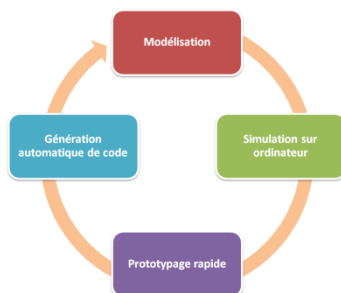 Modélisation
Simulation sur
ordinateur
Prototypage rapide
Génération
automatique de code